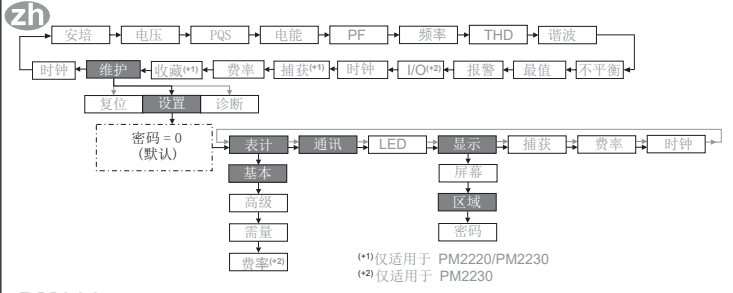 zh
安培 电压 PQS 电能 PF 频率 THD 谐波
时钟 维护 收藏(*1) 费率 捕获(*1) 时钟 I/O(*2) 报警 最值 不平衡
复位 设置 诊断
密码 = 0
(默认)
表计 通讯 LED 显示 捕获 费率 时钟
基本 屏幕
高级 区域
需量 密码
费率(*2)
(*1)仅适用于 PM2220/PM2230
(*2)仅适用于 PM2230